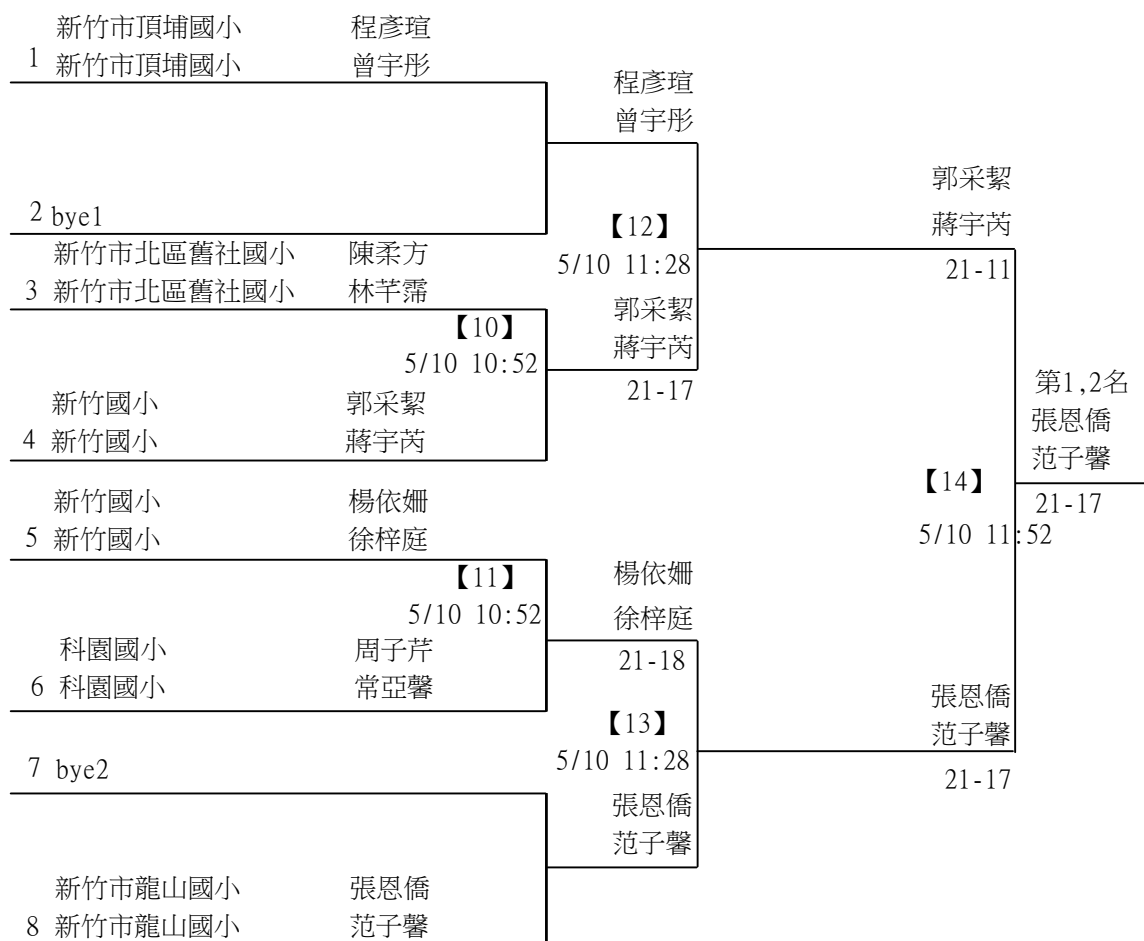 新竹市頂埔國小 程彥瑄
1 新竹市頂埔國小 曾宇彤
程彥瑄
曾宇彤
2 bye1
【12】
5/10 11:28
新竹市北區舊社國小 陳柔方
3 新竹市北區舊社國小 林芊霈
【10】
5/10 10:52
郭采絜
蔣宇芮
21-17
新竹國小 郭采絜
4 新竹國小 蔣宇芮
郭采絜
蔣宇芮
21-11
新竹國小 楊依姍
5 新竹國小 徐梓庭
【11】
5/10 10:52
楊依姍
徐梓庭
21-18
科園國小 周子芹
6 科園國小 常亞馨
【13】
5/10 11:28
7 bye2
張恩僑
范子馨
新竹市龍山國小 張恩僑
8 新竹市龍山國小 范子馨
張恩僑
范子馨
21-17
【14】
5/10 11:52
第1,2名
張恩僑
范子馨
21-17